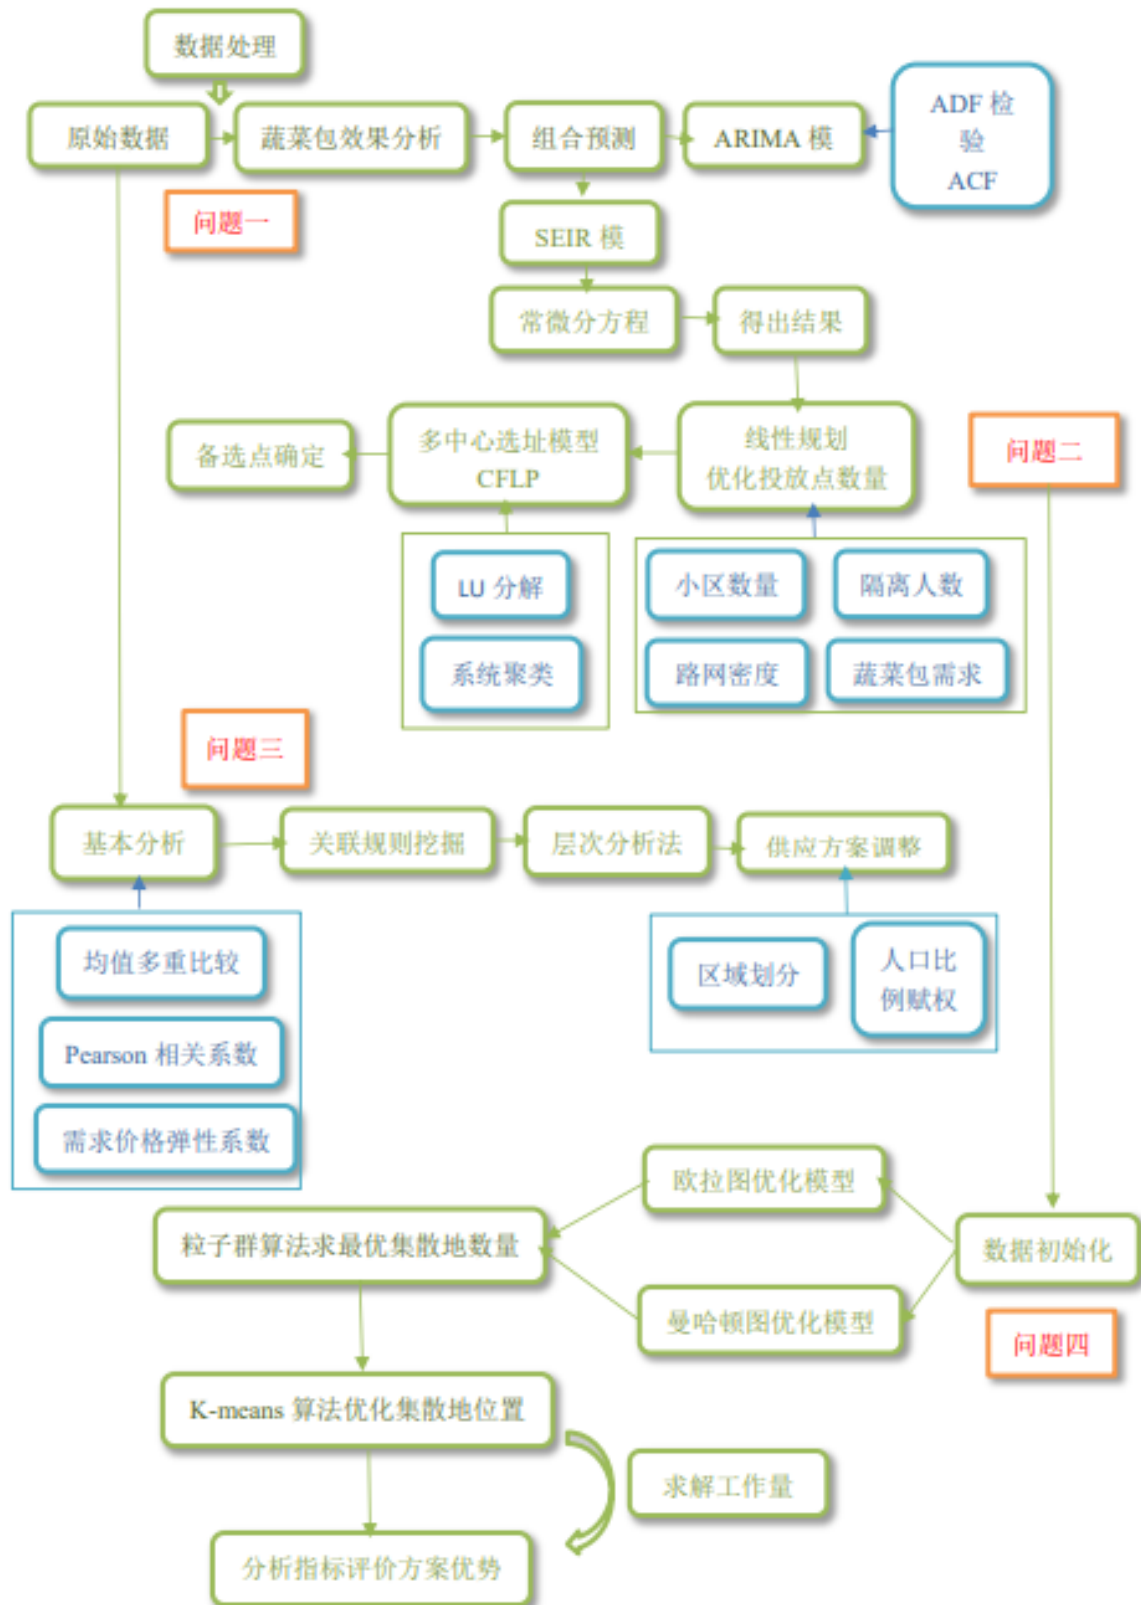 数据处理
原始数据
蔬菜包效果分析
组合预测
ARIMA 模
ADF 检
验
ACF
问题一
SEIR 模
常微分方程
得出结果
备选点确定
多中心选址模型
CFLP
线性规划
优化投放点数量
问题二
LU 分解
系统聚类
小区数量
隔离人数
路网密度
蔬菜包需求
问题三
基本分析
关联规则挖掘
层次分析法
供应方案调整
均值多重比较
Pearson 相关系数
需求价格弹性系数
区域划分
人口比
例赋权
欧拉图优化模型
粒子群算法求最优集散地数量
数据初始化
曼哈顿图优化模型
问题四
K-means 算法优化集散地位置
求解工作量
分析指标评价方案优势